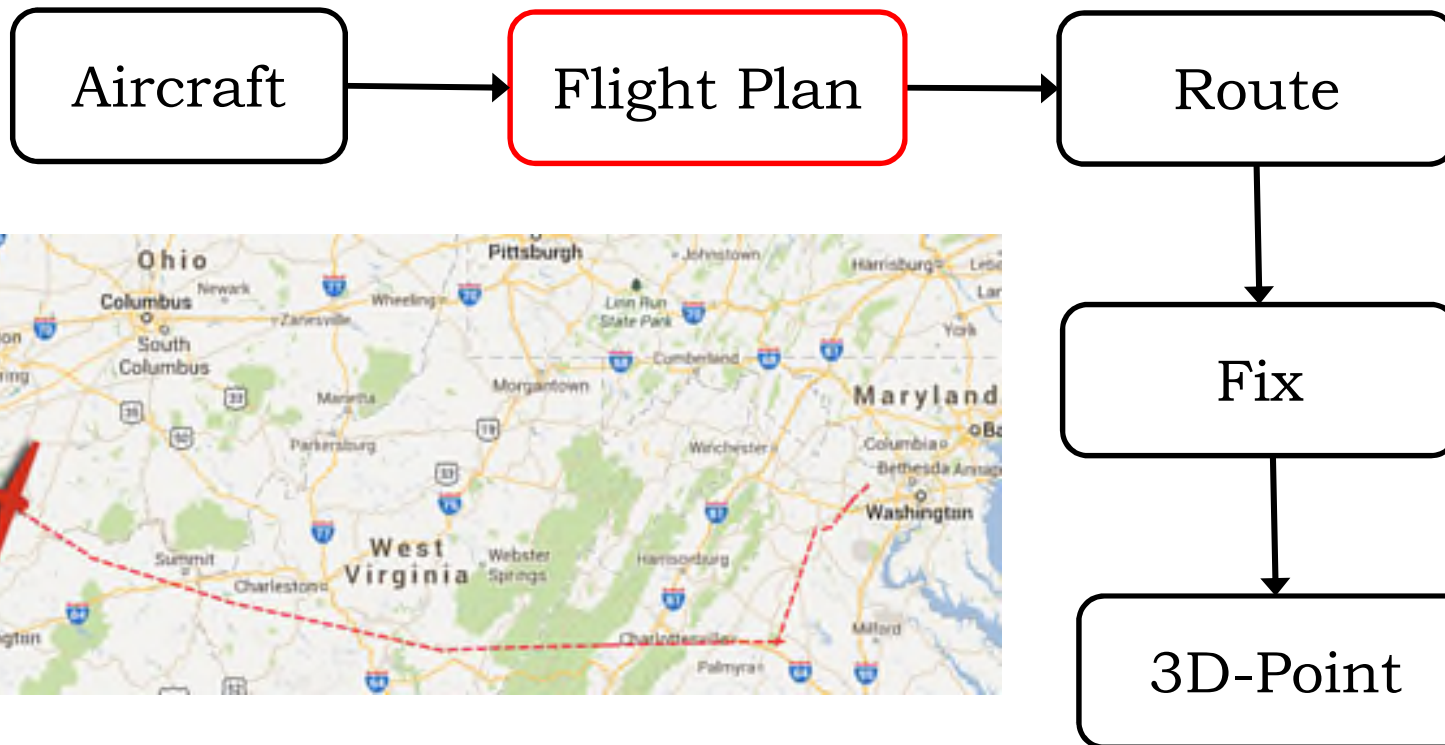 Aircraft
Flight Plan
Route
Fix
3D-Point
Ohio
Pittsburgh
Johnstown
Harrisburg
Newark
Columbus
Wheeling
Zanesville
Linn Run
State Park
York
South
Columbus
Cumberland
Morgantown
Marietta
Maryland
Parkersburg
Winchester
Columbia
Bethesda
Washington
West
Virginia
Summit
Charleston
Webster
Springs
Harrisonburg
Charlottesville
Milford
Palmyra